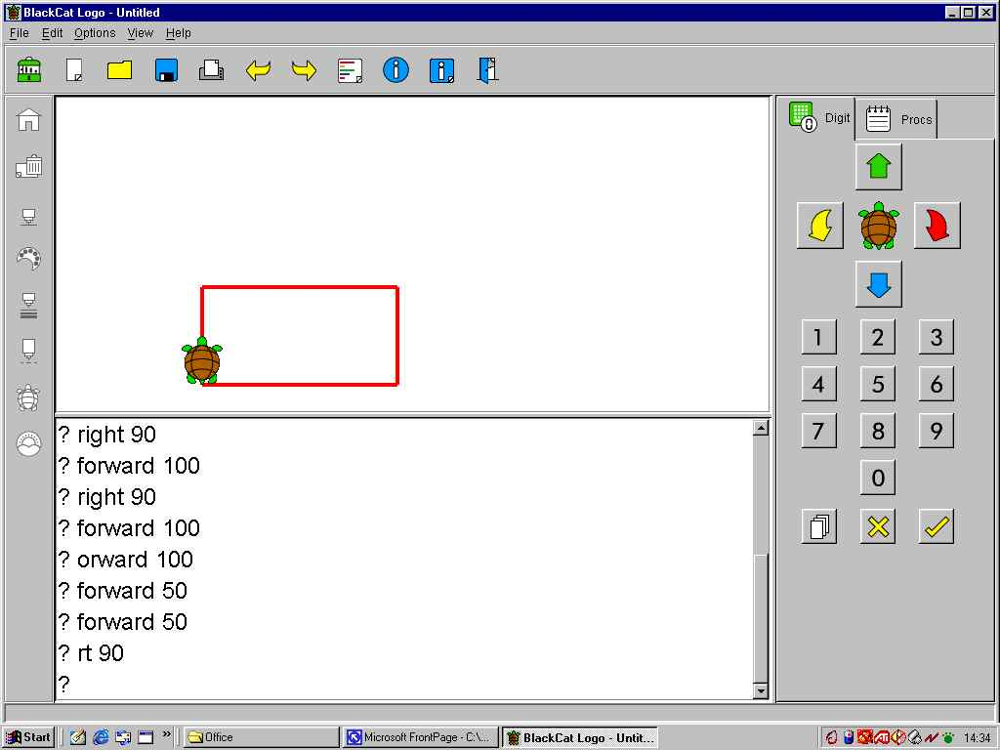 BlackCat Logo - Untitled
File Edit Options View Help
Digit
Procs
? right 90
? forward 100
? right 90
? forward 100
? orward 100
? forward 50
? forward 50
? rt 90
?
1 2 3
4 5 6
7 8 9
0
Start
»
Office
Microsoft FrontPage - C:\...
BlackCat Logo - Untit...
14:34